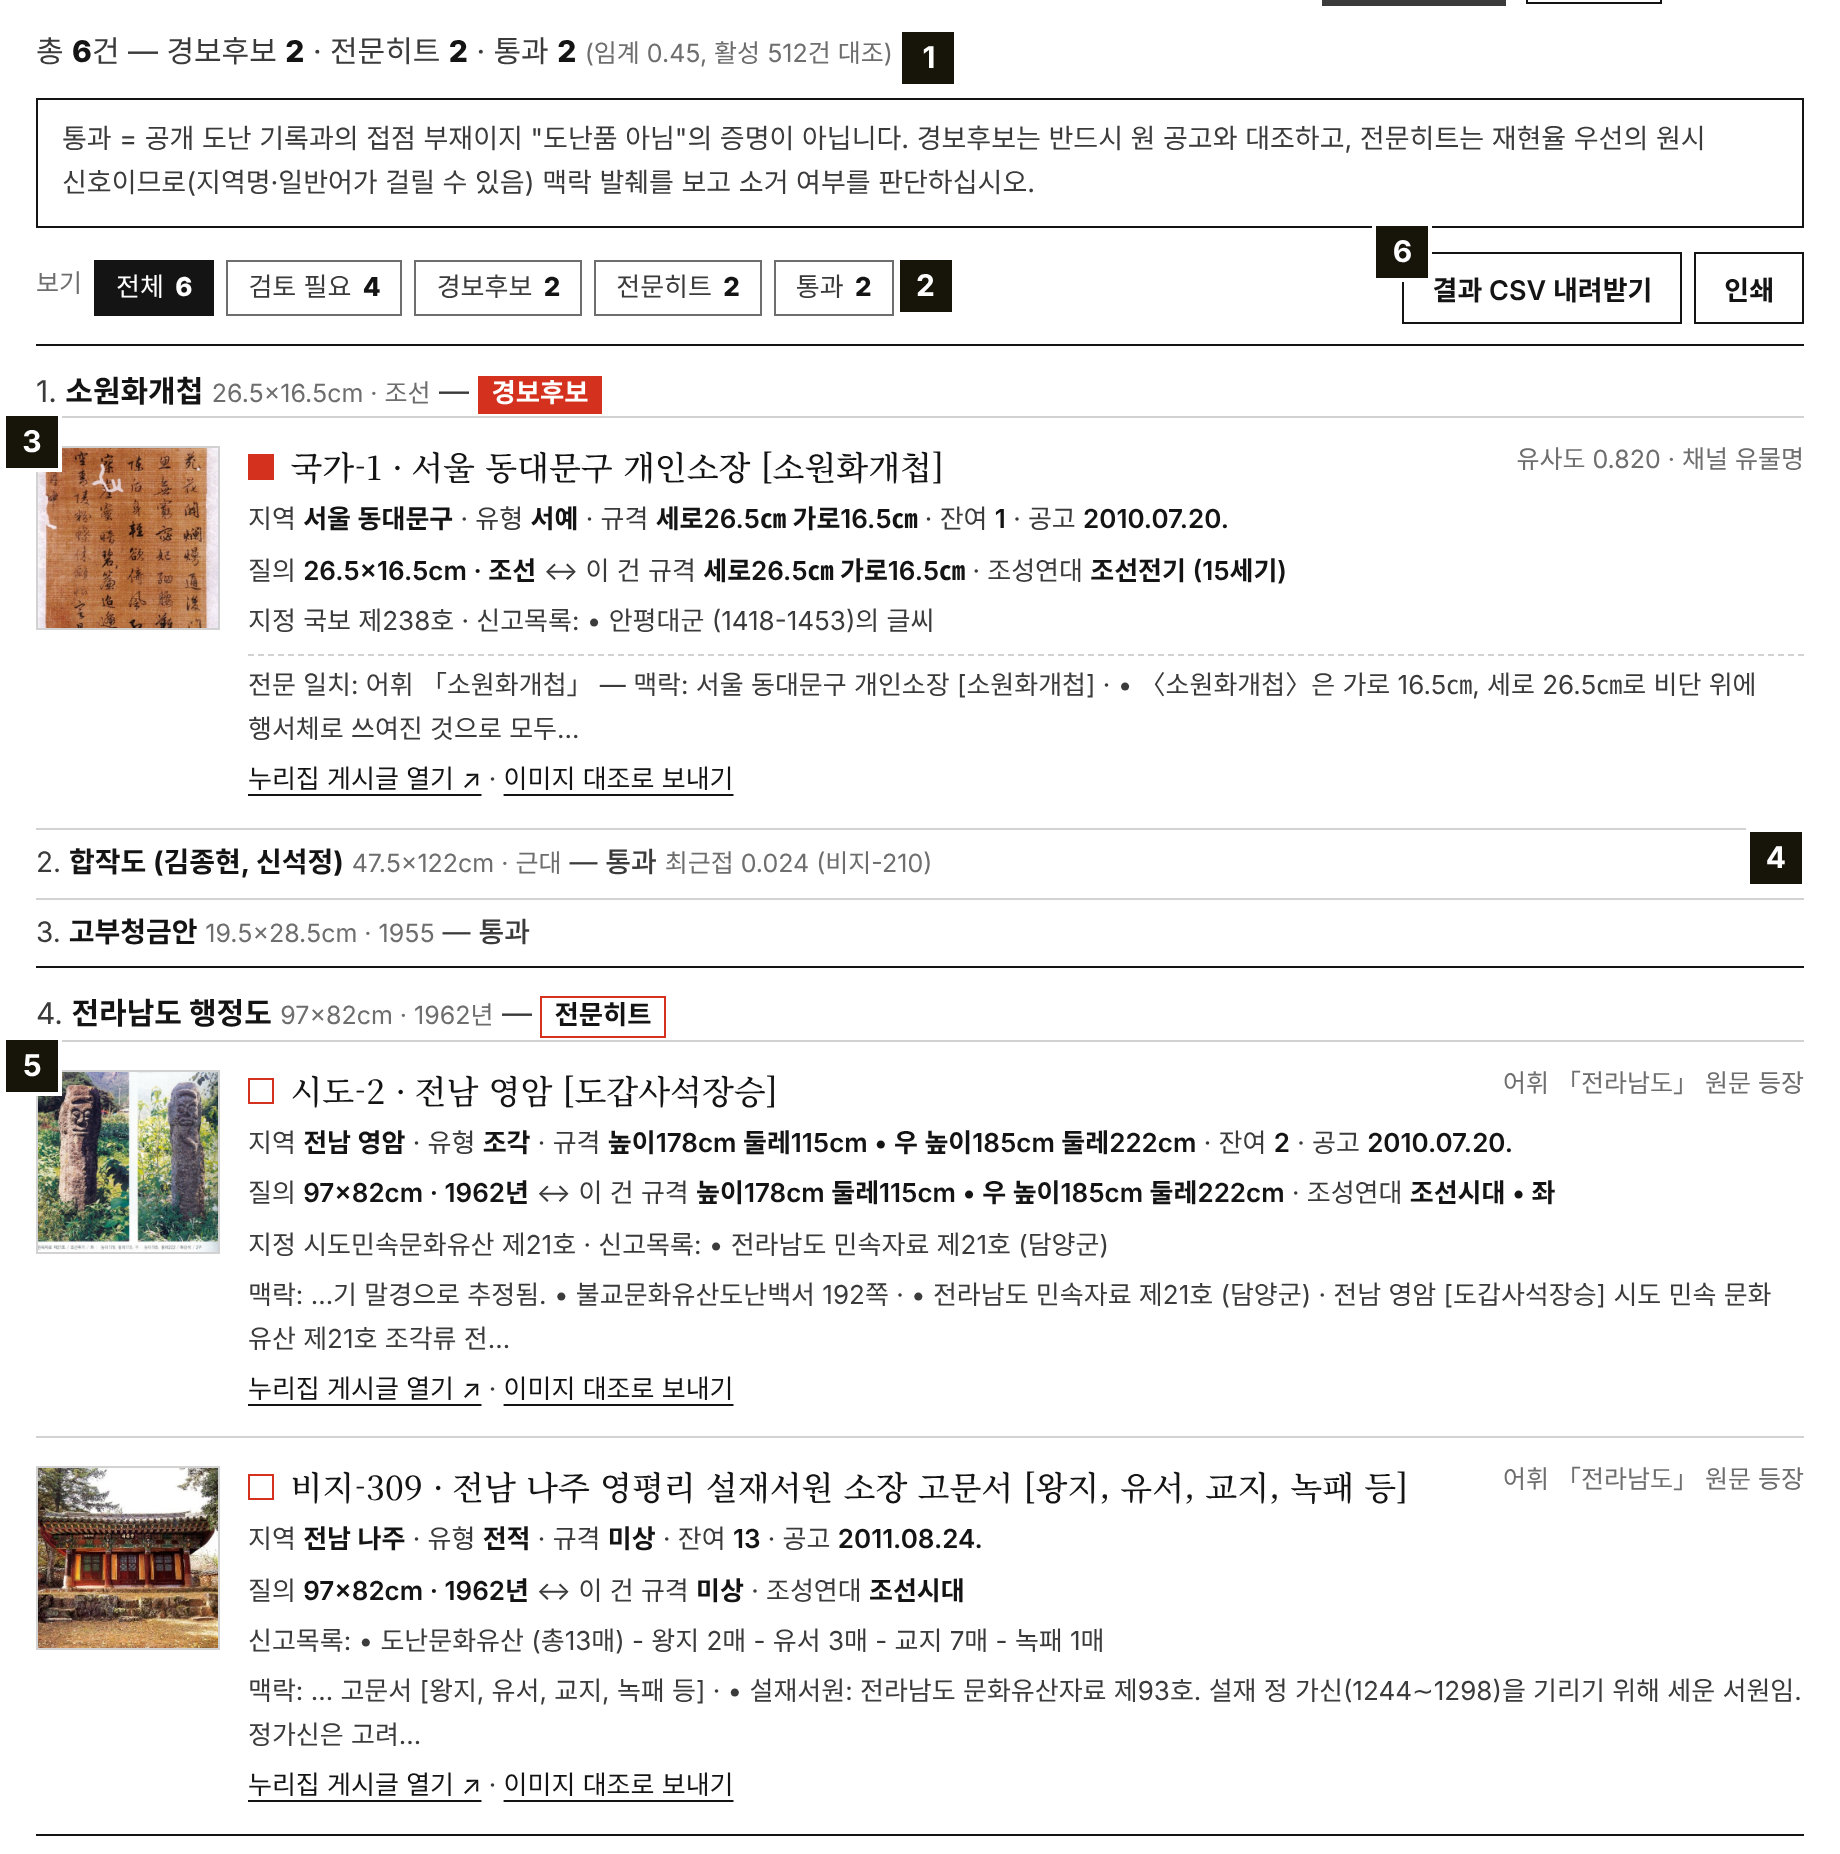 총 6건 — 경보후보 2 · 전문히트 2 · 통과 2 (임계 0.45, 활성 512건 대조) 1
통과 = 공개 도난 기록과의 접점 부재이지 "도난품 아님"의 증명이 아닙니다. 경보후보는 반드시 원 공고와 대조하고, 전문히트는 재현율 우선의 원시
신호이므로(지역명·일반어가 걸릴 수 있음) 맥락 발췌를 보고 소거 여부를 판단하십시오.
보기 전체 6 검토 필요 4 경보후보 2 전문히트 2 통과 2 2 6 결과 CSV 내려받기 인쇄
1. 소원화개첩 26.5×16.5cm · 조선 — 경보후보
3
국가-1 · 서울 동대문구 개인소장 [소원화개첩] 유사도 0.820 · 채널 유물명
지역 서울 동대문구 · 유형 서예 · 규격 세로26.5㎝ 가로16.5㎝ · 잔여 1 · 공고 2010.07.20.
질의 26.5×16.5cm · 조선 ↔ 이 건 규격 세로26.5㎝ 가로16.5㎝ · 조성연대 조선전기 (15세기)
지정 국보 제238호 · 신고목록: • 안평대군 (1418-1453)의 글씨
전문 일치: 어휘 「소원화개첩」 — 맥락: 서울 동대문구 개인소장 [소원화개첩] · • 〈소원화개첩〉은 가로 16.5㎝, 세로 26.5㎝로 비단 위에
행서체로 쓰여진 것으로 모두…
누리집 게시글 열기 ↗ · 이미지 대조로 보내기
2. 합작도 (김종현, 신석정) 47.5×122cm · 근대 — 통과 최근접 0.024 (비지-210) 4
3. 고부청금안 19.5×28.5cm · 1955 — 통과
4. 전라남도 행정도 97×82cm · 1962년 — 전문히트
5
시도-2 · 전남 영암 [도갑사석장승] 어휘 「전라남도」 원문 등장
지역 전남 영암 · 유형 조각 · 규격 높이178cm 둘레115cm • 우 높이185cm 둘레222cm · 잔여 2 · 공고 2010.07.20.
질의 97×82cm · 1962년 ↔ 이 건 규격 높이178cm 둘레115cm • 우 높이185cm 둘레222cm · 조성연대 조선시대 • 좌
지정 시도민속문화유산 제21호 · 신고목록: • 전라남도 민속자료 제21호 (담양군)
맥락: …기 말경으로 추정됨. • 불교문화유산도난백서 192쪽 · • 전라남도 민속자료 제21호 (담양군) · 전남 영암 [도갑사석장승] 시도 민속 문화
유산 제21호 조각류 전…
누리집 게시글 열기 ↗ · 이미지 대조로 보내기
비지-309 · 전남 나주 영평리 설재서원 소장 고문서 [왕지, 유서, 교지, 녹패 등] 어휘 「전라남도」 원문 등장
지역 전남 나주 · 유형 전적 · 규격 미상 · 잔여 13 · 공고 2011.08.24.
질의 97×82cm · 1962년 ↔ 이 건 규격 미상 · 조성연대 조선시대
신고목록: • 도난문화유산 (총13매) - 왕지 2매 - 유서 3매 - 교지 7매 - 녹패 1매
맥락: … 고문서 [왕지, 유서, 교지, 녹패 등] · • 설재서원: 전라남도 문화유산자료 제93호. 설재 정 가신(1244~1298)을 기리기 위해 세운 서원임.
정가신은 고려…
누리집 게시글 열기 ↗ · 이미지 대조로 보내기